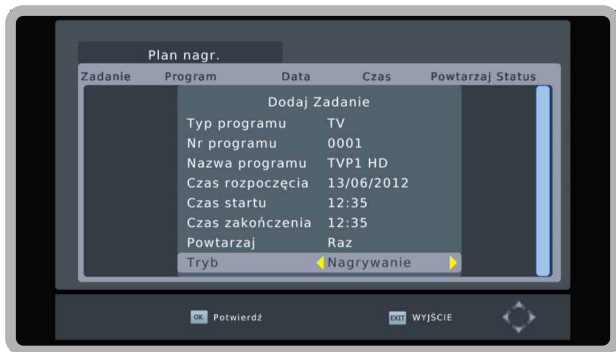 Plan nagr.
Zadanie Program Data Czas Powtarzaj Status
Dodaj Zadanie
Typ programu TV
Nr programu 0001
Nazwa programu TVP1 HD
Czas rozpoczęcia 13/06/2012
Czas startu 12:35
Czas zakończenia 12:35
Powtarzaj Raz
Tryb Nagrywanie
OK Potwierdź EXIT WYJŚCIE